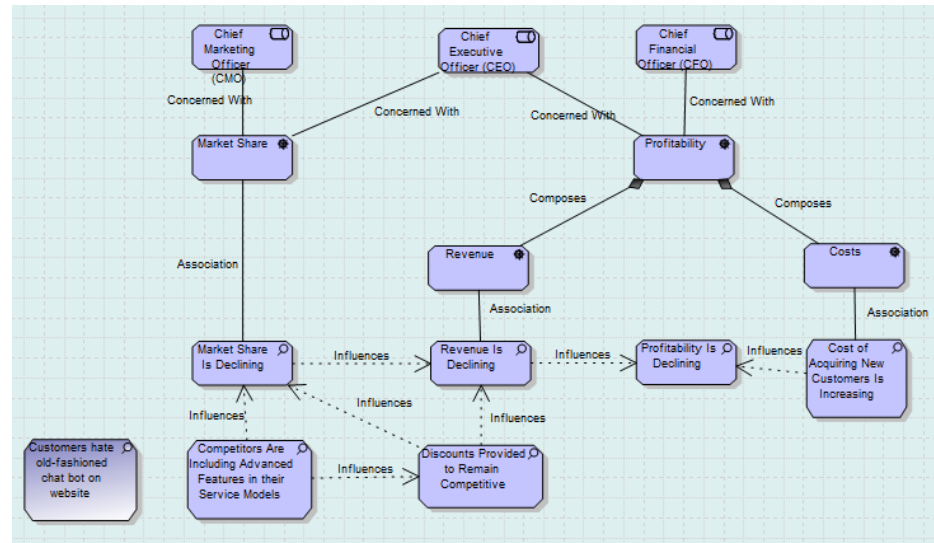 Chief
Marketing
Officer
(CMO)
Chief
Executive
Officer (CEO)
Chief
Financial
Officer (CFO)
Concerned With
Concerned With
Concerned With
Concerned With
Market Share
Profitability
Composes
Composes
Revenue
Costs
Association
Association
Association
Market Share
Is Declining
Influences
Revenue Is
Declining
Influences
Profitability Is
Declining
Influences
Cost of
Acquiring New
Customers Is
Increasing
Influences
Influences
Influences
Customers hate
old-fashioned
chat bot on
website
Competitors Are
Including Advanced
Features in their
Service Models
Influences
Discounts Provided
to Remain
Competitive